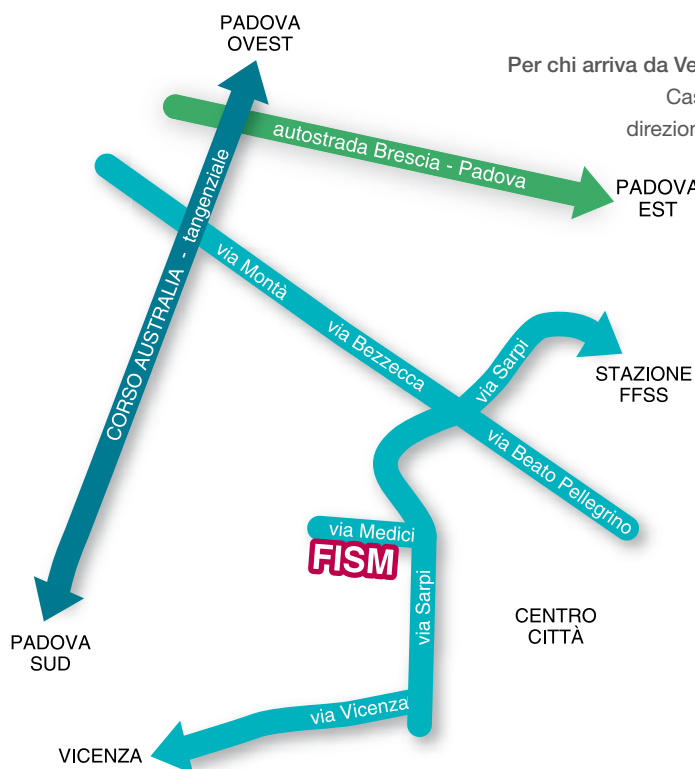 PADOVA
OVEST
Per chi arriva da Ve
Cas
direzion
autostrada Brescia - Padova
PADOVA
EST
CORSO AUSTRALIA - tangenziale
via Montà
via Bezzecca
via Sarpi
STAZIONE
FFSS
via Beato Pellegrino
via Medici
FISM
via Sarpi
CENTRO
CITTÀ
PADOVA
SUD
via Vicenza
VICENZA